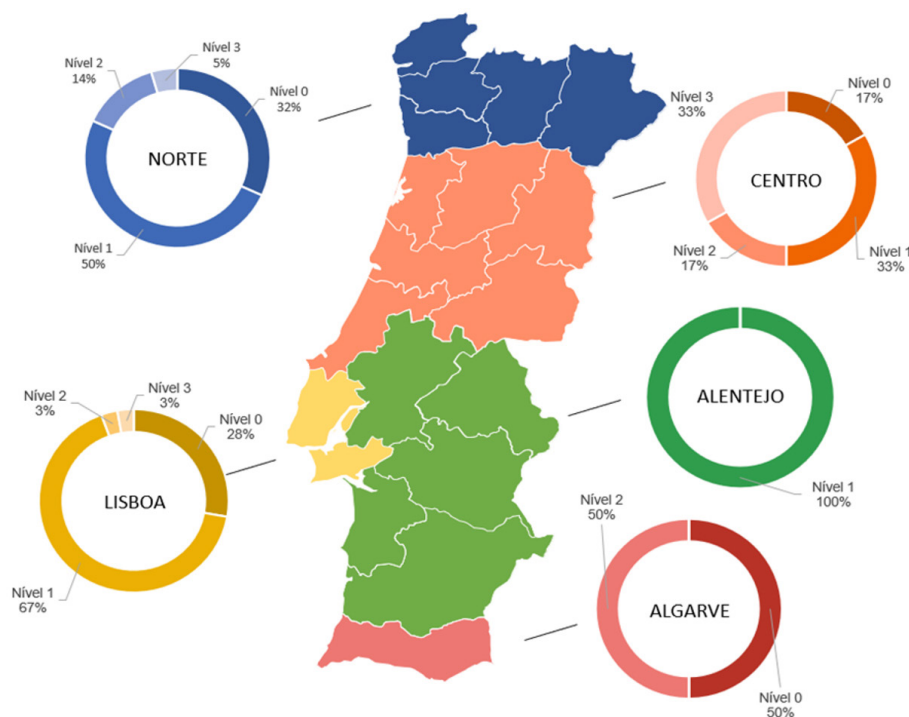 Nível 3
5%
Nível 2
14%
Nível 0
32%
NORTE
Nível 1
50%
Nível 3
33%
Nível 0
17%
CENTRO
Nível 2
17%
Nível 1
33%
ALENTEJO
Nível 1
100%
Nível 2
3%
Nível 3
3%
Nível 0
28%
LISBOA
Nível 1
67%
Nível 2
50%
ALGARVE
Nível 0
50%